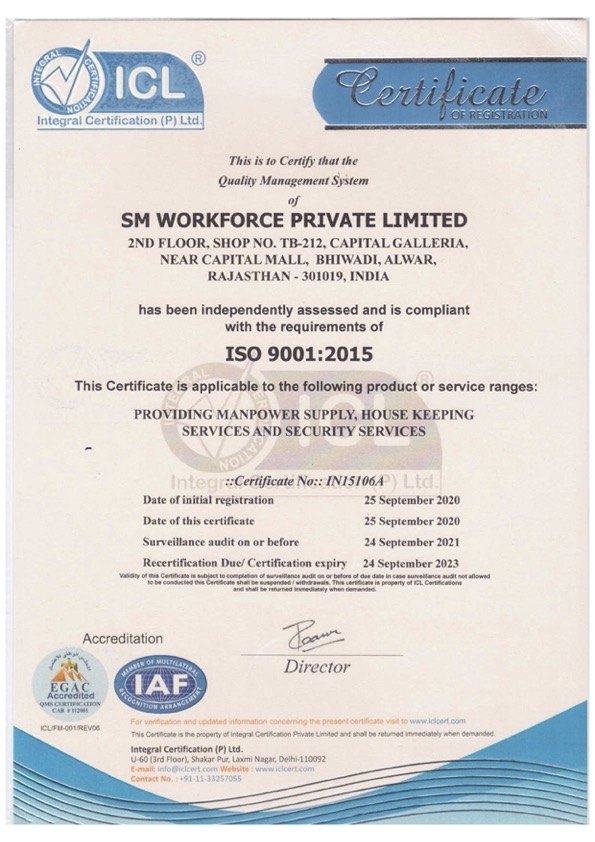 INTEGRAL CERTIFICATION
ICL ®
Integral Certification (P) Ltd.
Certificate
OF REGISTRATION
This is to Certify that the
Quality Management System
of
SM WORKFORCE PRIVATE LIMITED
2ND FLOOR, SHOP NO. TB-212, CAPITAL GALLERIA,
NEAR CAPITAL MALL, BHIWADI, ALWAR,
RAJASTHAN - 301019, INDIA
has been independently assessed and is compliant
with the requirements of
ISO 9001:2015
This Certificate is applicable to the following product or service ranges:
PROVIDING MANPOWER SUPPLY, HOUSE KEEPING
SERVICES AND SECURITY SERVICES
INTEGRAL CERTIFICATION
ICL ®
Integral Certification (P) Ltd.
::Certificate No:: IN15106A
Date of initial registration 25 September 2020
Date of this certificate 25 September 2020
Surveillance audit on or before 24 September 2021
Recertification Due/ Certification expiry 24 September 2023
Validity of this Certificate is subject to completion of surveillance audit on or before of due date in case surveillance audit not allowed
to be conducted this Certificate shall be suspended / withdrawals. This certificate is property of ICL Certifications
and shall be returned immediately when demanded.
Director
Accreditation
EGAC
Accredited
QMS CERTIFICATION
CAB # 112001
MEMBER OF MULTILATERAL
IAF
RECOGNITION ARRANGEMENT
ICL/FM-001/REV06
For verification and updated information concerning the present certificate visit to www.iclcert.com
This Certificate is the property of Integral Certification Private Limited and shall be returned immediately when demanded.
Integral Certification (P) Ltd.
U-60 (3rd Floor), Shakar Pur, Laxmi Nagar, Delhi-110092
E-mail: info@iclcert.com Website : www.iclcert.com
Contact No. : +91-11-33257055